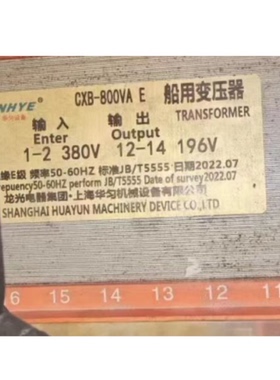 NHYE CXB-800VA E 船用变压器
输入 输出 TRANSFORMER
Enter Output
1-2 380V 12-14 196V
缘E级 频率50-60HZ 标准JB/T5555 日期2022.07
repuency50-60HZ perform JB/T5555 Date of survey2022.07
龙光电器集团·上海华匀机械设备有限公司
SHANGHAI HUAYUN MACHINERY DEVICE CO.,LTD
16 15 14 13 12 11